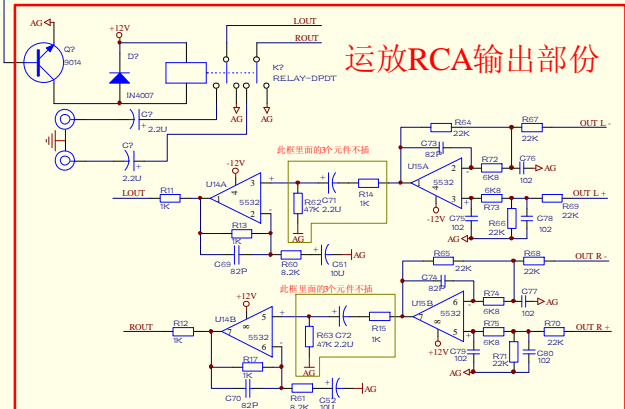 LOUT
AG
+12V
ROUT
运放RCA输出部份
Q?
9014
D?
IN4007
K?
RELAY-DPDT
AG
AG
C?
2.2U
C?
2.2U
R64
22K
R67
22K
OUT L -
此框里面的3个元件不插
C73
82P
U15A
R72
6K8
C76
102
AG
-12V
U14A
4
3
1
2
5532
+
-
R62
47K
C71
2.2U
R14
1K
AG
1
2
3
4
5532
-
+
-12V
6K8
R73
OUT L +
R69
22K
LOUT
R11
1K
R13
1K
C75
102
R66
22K
C78
102
AG
C69
82P
R60
8.2K
C51
10U
AG
R65
22K
R68
22K
OUT R -
此框里面的3个元件不插
C74
82P
U15B
R74
6K8
C77
102
AG
+12V
U14B
8
5
7
6
5532
+
-
R63
47K
C72
2.2U
R15
1K
AG
7
6
5
8
5532
-
+
+12V
R75
6K8
OUT R +
R70
22K
ROUT
R12
1K
R17
1K
C79
102
R71
22K
C80
102
AG
C70
82P
R61
8.2K
C52
10U
AG